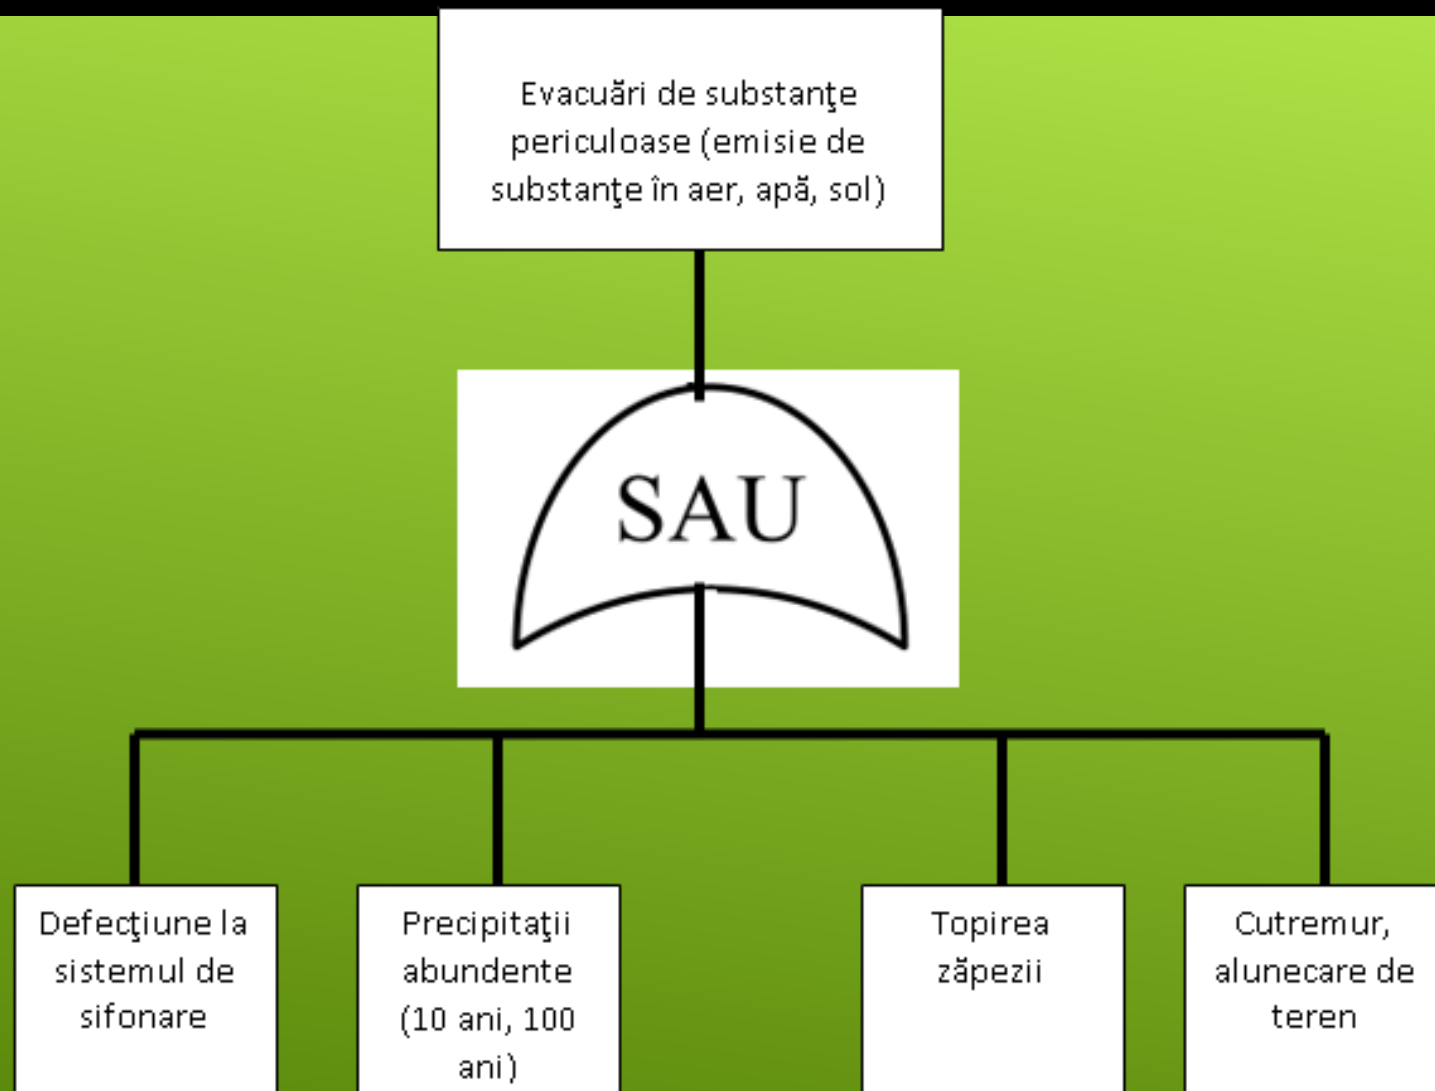 Evacuări de substanţe
periculoase (emisie de
substanţe în aer, apă, sol)
SAU
Defecţiune la
sistemul de
sifonare
Precipitaţii
abundente
(10 ani, 100
ani)
Topirea
zăpezii
Cutremur,
alunecare de
teren